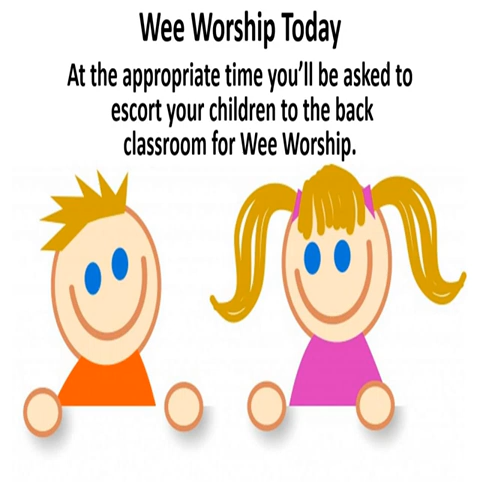 Wee Worship Today
At the appropriate time you’ll be asked to
escort your children to the back
classroom for Wee Worship.